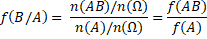 f(B/A) = n(AB)/n(Ω) / n(A)/n(Ω) = f(AB) / f(A)